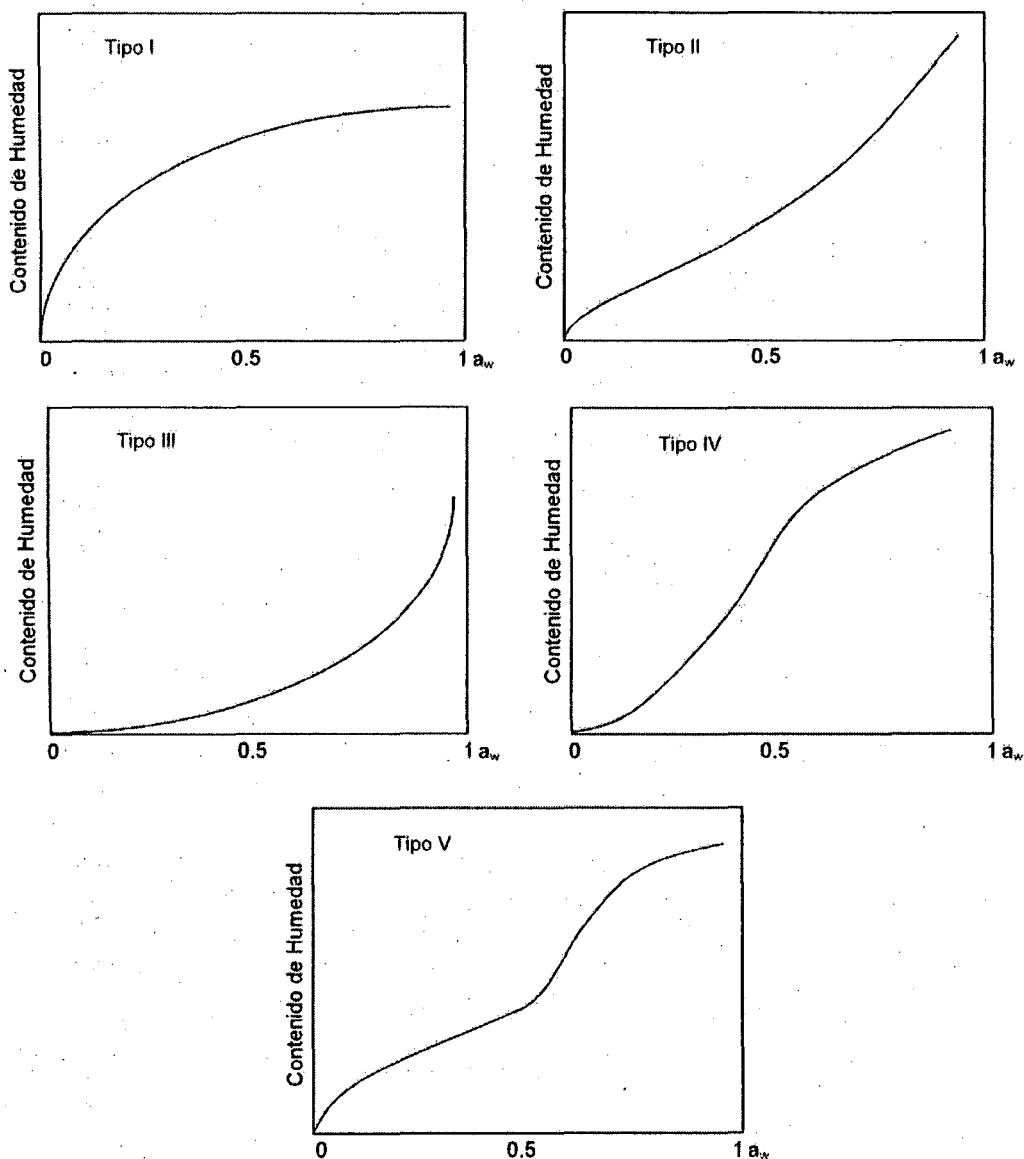 Tipo I
Contenido de Humedad
0 0.5 1 a_w
Tipo II
Contenido de Humedad
0 0.5 1 a_w
Tipo III
Contenido de Humedad
0 0.5 1 a_w
Tipo IV
Contenido de Humedad
0 0.5 1 a_w
Tipo V
Contenido de Humedad
0 0.5 1 a_w